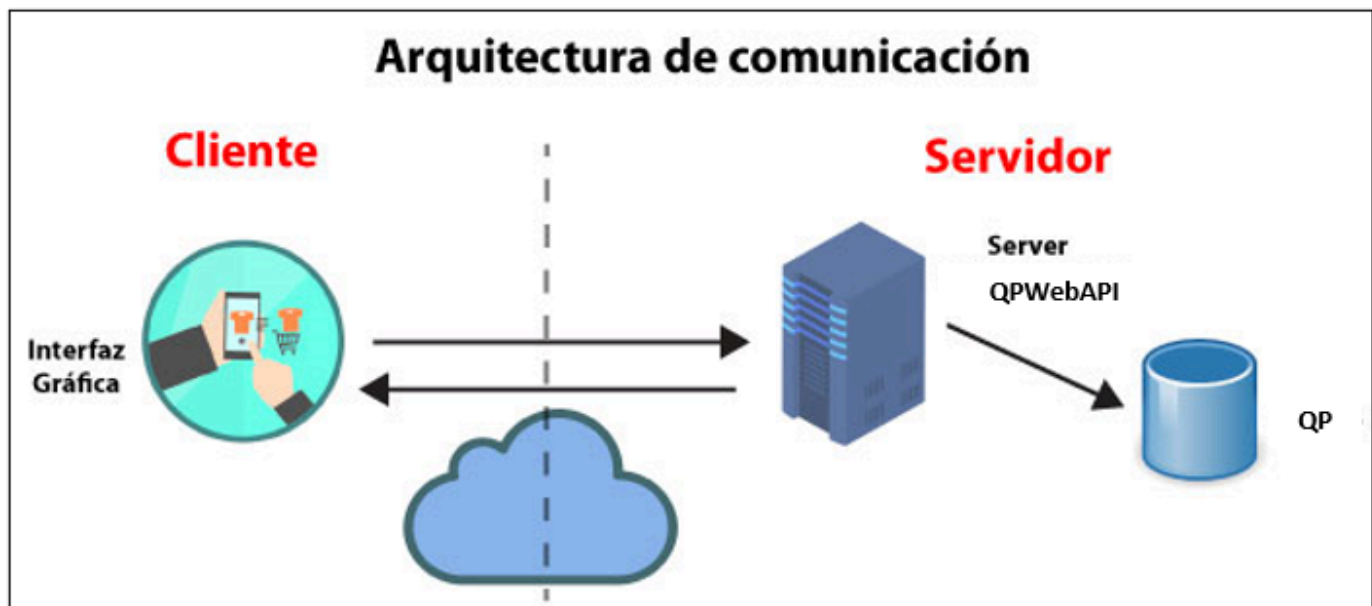 Arquitectura de comunicación
Cliente
Servidor
Interfaz
Gráfica
Server
QPWebAPI
QP